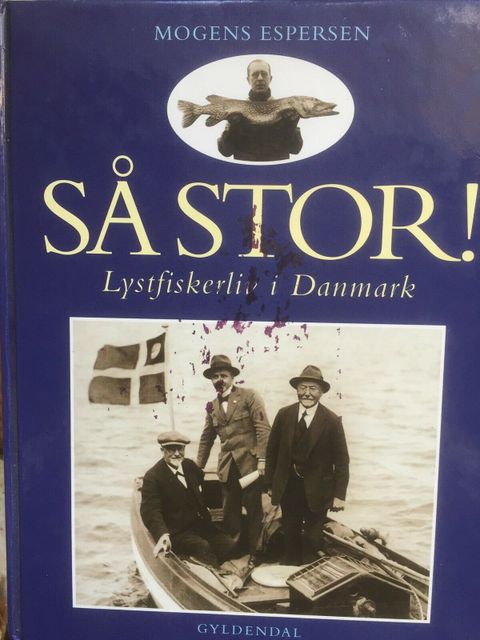 MOGENS ESPERSEN
SÅ STOR!
Lystfiskerliv i Danmark
GYLDENDAL